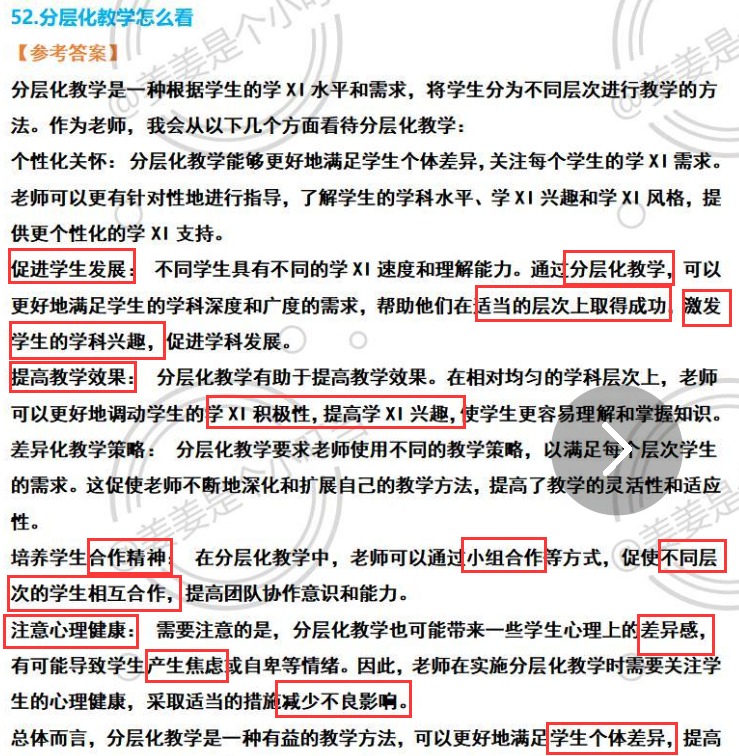 52.分层化教学怎么看
【参考答案】
分层化教学是一种根据学生的学 XI 水平和需求，将学生分为不同层次进行教学的方
法。作为老师，我会从以下几个方面看待分层化教学：
个性化关怀： 分层化教学能够更好地满足学生个体差异，关注每个学生的学 XI 需求。
老师可以更有针对性地进行指导，了解学生的学科水平、学 XI 兴趣和学 XI 风格，提
供更个性化的学 XI 支持。
促进学生发展： 不同学生具有不同的学 XI 速度和理解能力。通过分层化教学，可以
更好地满足学生的学科深度和广度的需求，帮助他们在适当的层次上取得成功，激发
学生的学科兴趣，促进学科发展。
提高教学效果： 分层化教学有助于提高教学效果。在相对均匀的学科层次上，老师
可以更好地调动学生的学 XI 积极性，提高学 XI 兴趣，使学生更容易理解和掌握知识。
差异化教学策略： 分层化教学要求老师使用不同的教学策略，以满足每个层次学生
的需求。这促使老师不断地深化和扩展自己的教学方法，提高了教学的灵活性和适应
性。
培养学生合作精神： 在分层化教学中，老师可以通过小组合作等方式，促使不同层
次的学生相互合作，提高团队协作意识和能力。
注意心理健康： 需要注意的是，分层化教学也可能带来一些学生心理上的差异感，
有可能导致学生产生焦虑或自卑等情绪。因此，老师在实施分层化教学时需要关注学
生的心理健康，采取适当的措施减少不良影响。
总体而言，分层化教学是一种有益的教学方法，可以更好地满足学生个体差异，提高